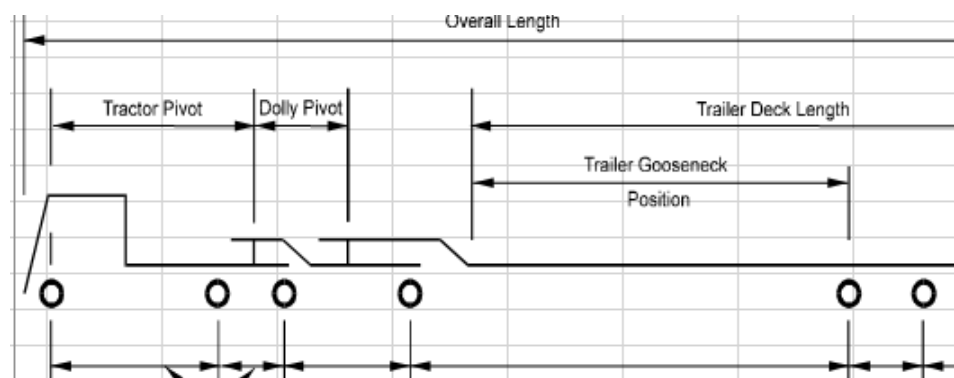 Overall Length
Tractor Pivot
Dolly Pivot
Trailer Deck Length
Trailer Gooseneck
Position